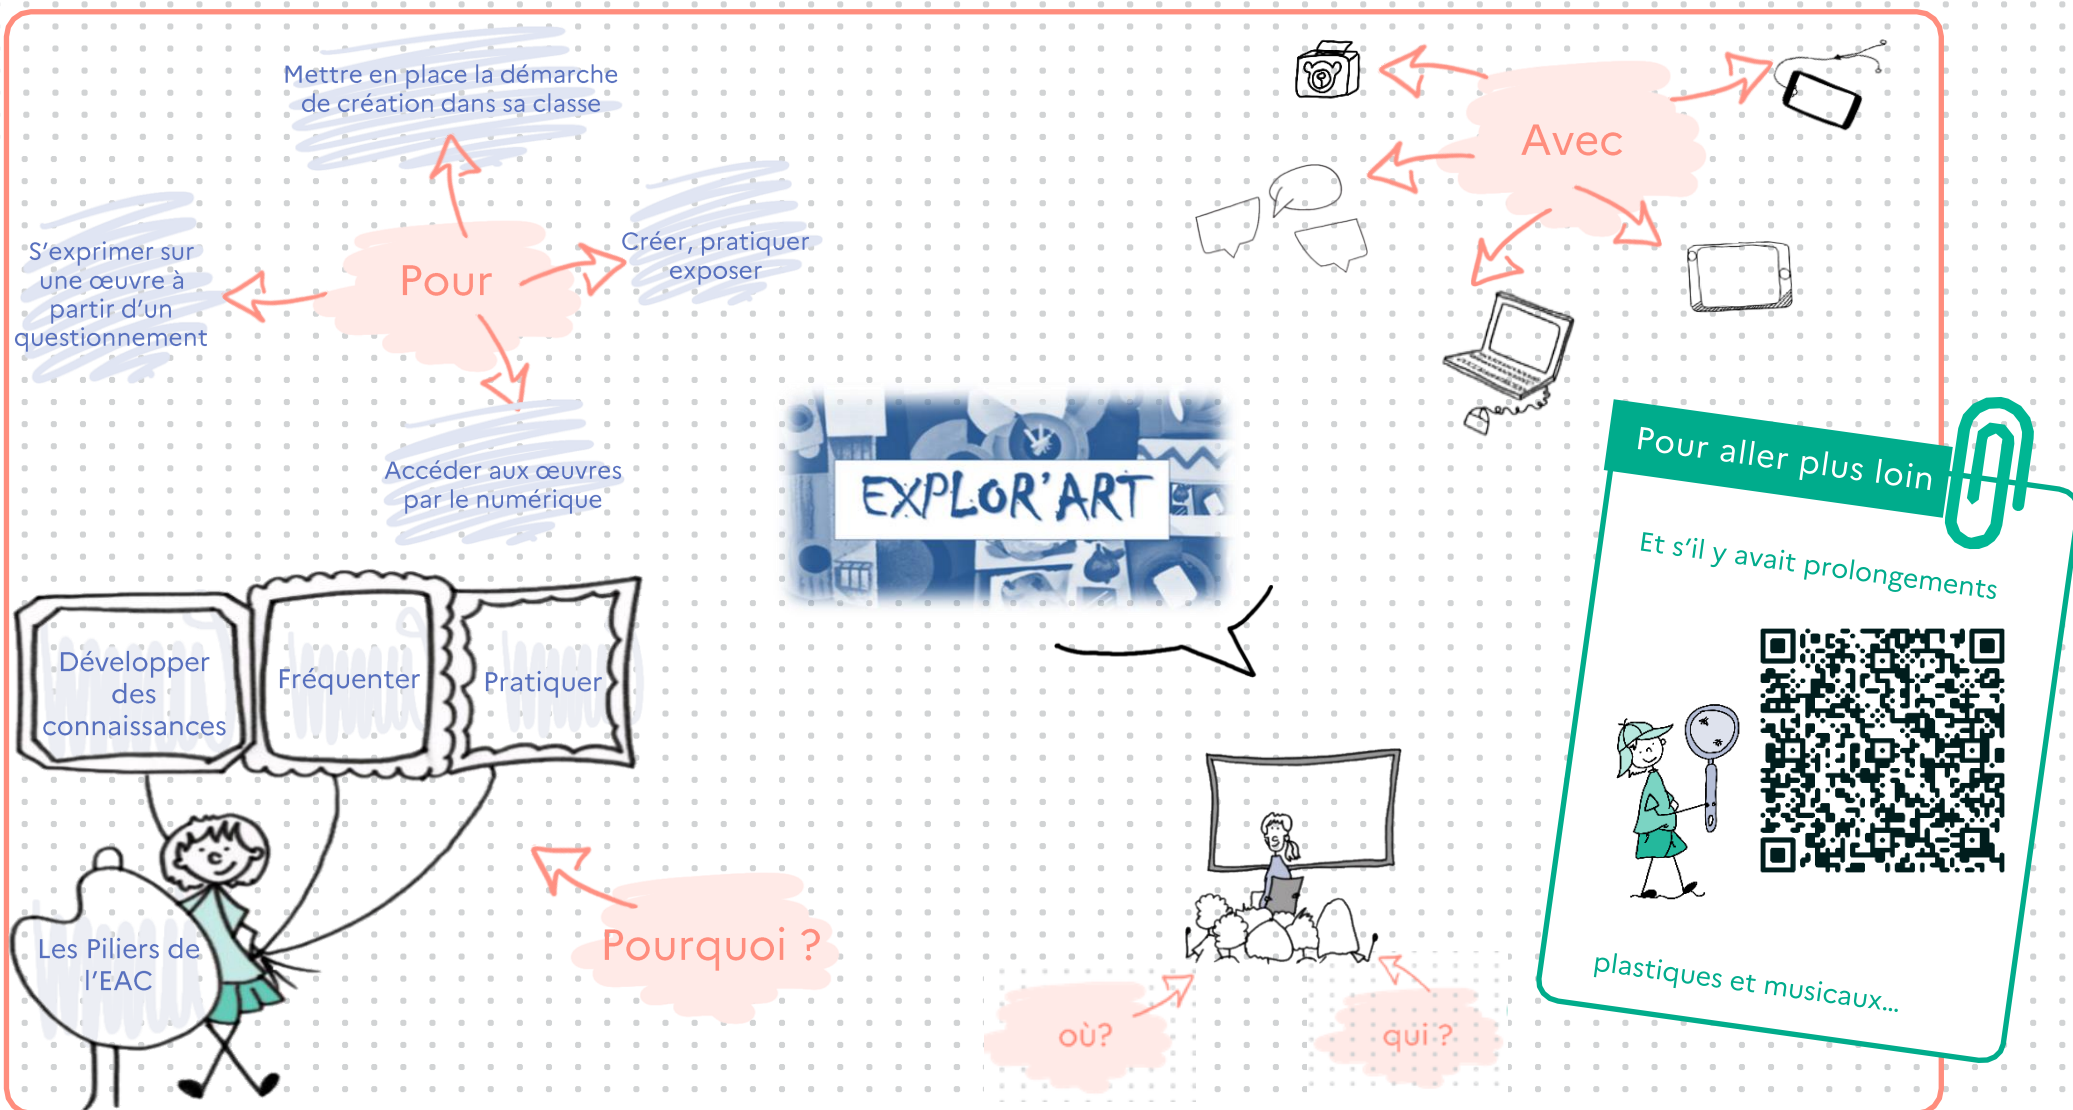 Mettre en place la démarche
de création dans sa classe
S'exprimer sur
une œuvre à
partir d'un
questionnement
Pour
Créer, pratiquer
exposer
Accéder aux œuvres
par le numérique
Avec
EXPLOR'ART
Développer
des
connaissances
Fréquenter
Pratiquer
Les Piliers de
l'EAC
Pourquoi ?
où?
qui ?
Pour aller plus loin
Et s'il y avait prolongements
plastiques et musicaux...